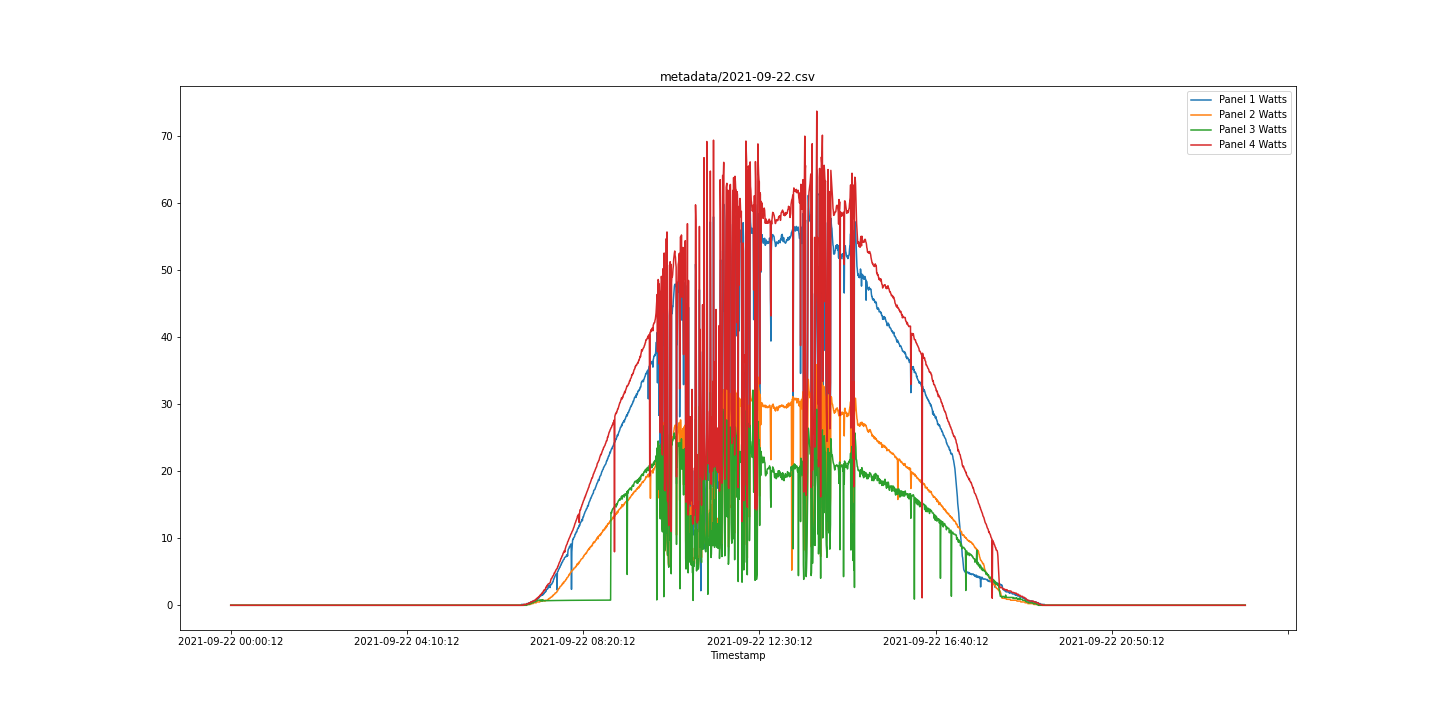 metadata/2021-09-22.csv
Panel 1 Watts
Panel 2 Watts
Panel 3 Watts
Panel 4 Watts
70
60
50
40
30
20
10
0
2021-09-22 00:00:12 2021-09-22 04:10:12 2021-09-22 08:20:12 2021-09-22 12:30:12 2021-09-22 16:40:12 2021-09-22 20:50:12
Timestamp